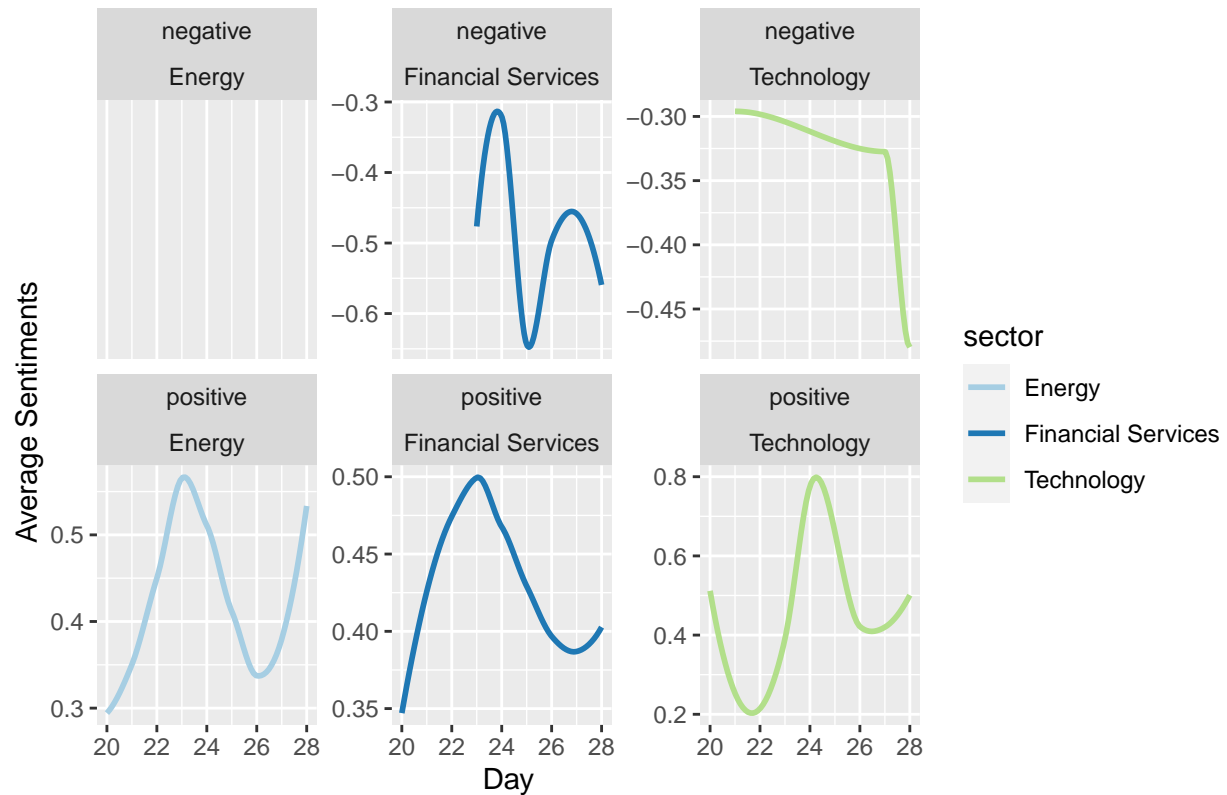 negative
Energy
negative
Financial Services
negative
Technology
−0.3
−0.4
−0.5
−0.6
−0.30
−0.35
−0.40
−0.45
positive
Energy
positive
Financial Services
positive
Technology
0.5
0.4
0.3
0.50
0.45
0.40
0.35
0.8
0.6
0.4
0.2
20 22 24 26 28
20 22 24 26 28
20 22 24 26 28
Day
Average Sentiments
sector
Energy
Financial Services
Technology